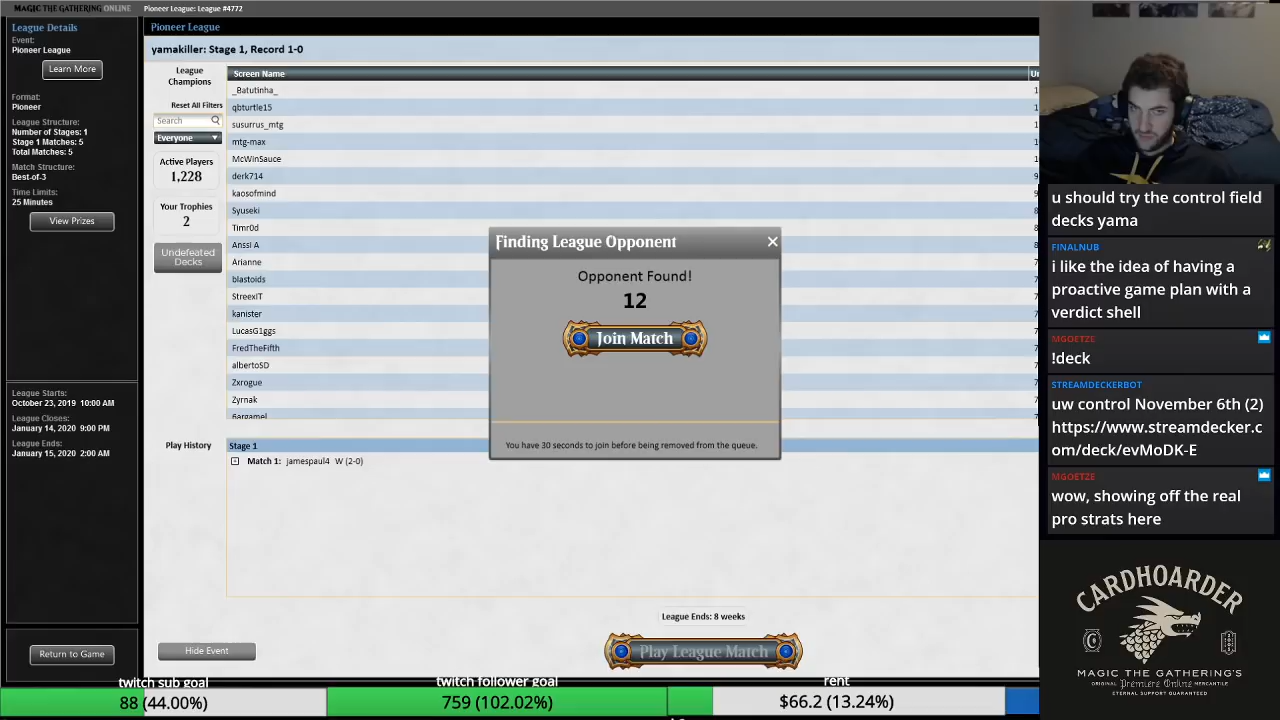 MAGIC THE GATHERING ONLINE
Pioneer League: League #4772
League Details
Event:
Pioneer League
Learn More
Format:
Pioneer
League Structure:
Number of Stages: 1
Stage 1 Matches: 5
Total Matches: 5
Match Structure:
Best-of-3
Time Limits:
25 Minutes
View Prizes
League Starts:
October 23, 2019 10:00 AM
League Closes:
January 14, 2020 9:00 PM
League Ends:
January 15, 2020 2:00 AM
Return to Game
Pioneer League
yamakiller: Stage 1, Record 1-0
League
Champions
Reset All Filters
Search
Everyone
Active Players
1,228
Your Trophies
2
Undefeated
Decks
Screen Name
_Batutinha_
qbturtle15
susurrus_mtg
mtg-max
McWinSauce
derk714
kaosofmind
Syuseki
Timr0d
Anssi A
Arianne
blastoids
StreexIT
kanister
LucasG1ggs
FredTheFifth
albertoSD
Zxrogue
Zyrnak
Finding League Opponent
Opponent Found!
12
Join Match
You have 30 seconds to join before being removed from the queue.
Play History
Stage 1
Match 1: jamespaul4 W (2-0)
League Ends: 8 weeks
Hide Event
Play League Match
u should try the control field
decks yama
FINALNUB
i like the idea of having a
proactive game plan with a
verdict shell
MGOETZE
!deck
STREAMDECKERBOT
uw control November 6th (2)
https://www.streamdecker.c
om/deck/evMoDK-E
MGOETZE
wow, showing off the real
pro strats here
CARDHOARDER
MAGIC THE GATHERING'S
ORIGINAL Premiere Online MERCANTILE
ETERNAL SUPPORT GUARANTEED
twitch sub goal
88 (44.00%)
twitch follower goal
759 (102.02%)
rent
$66.2 (13.24%)